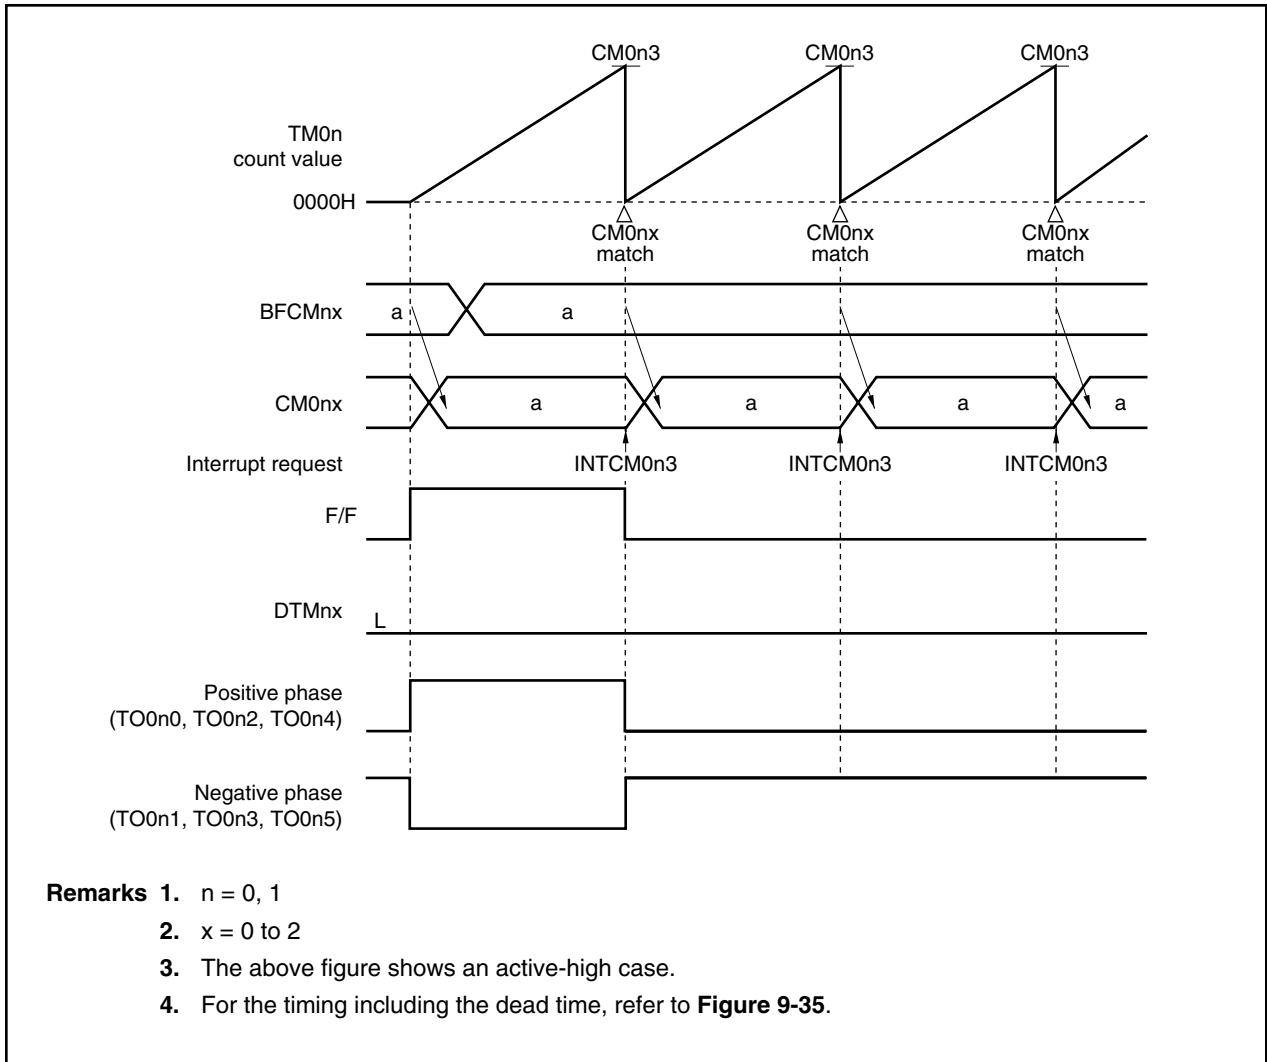 CM0n3 CM0n3 CM0n3
TM0n
count value
0000H
CM0nx CM0nx CM0nx
match match match
BFCMnx a a
CM0nx a a a a
Interrupt request INTCM0n3 INTCM0n3 INTCM0n3
F/F
DTMnx L
Positive phase
(TO0n0, TO0n2, TO0n4)
Negative phase
(TO0n1, TO0n3, TO0n5)
Remarks 1. n = 0, 1
2. x = 0 to 2
3. The above figure shows an active-high case.
4. For the timing including the dead time, refer to Figure 9-35.